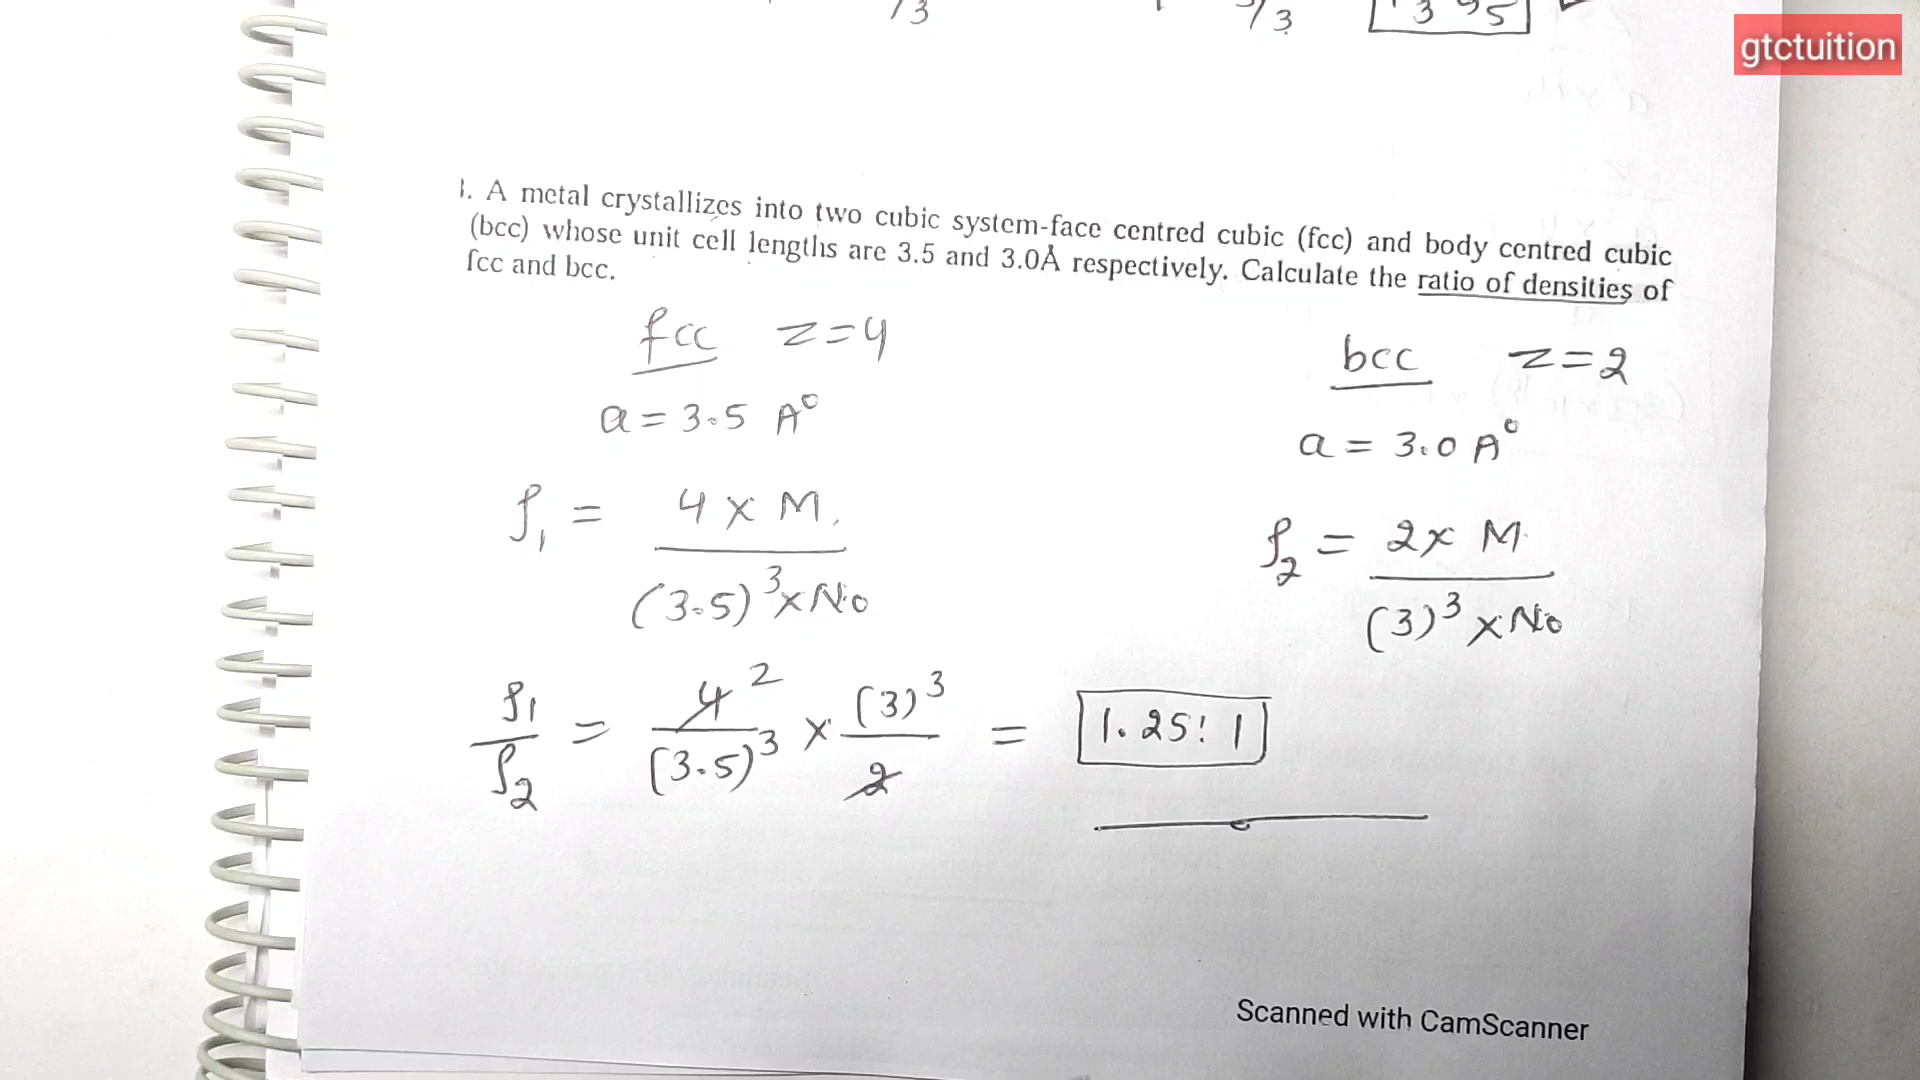 gtctuition
1. A metal crystallizes into two cubic system-face centred cubic (fcc) and body centred cubic
(bcc) whose unit cell lengths are 3.5 and 3.0Å respectively. Calculate the ratio of densities of
fcc and bcc.
fcc z=4
bcc z=2
a = 3.5 A°
a = 3.0 A°
ρ₁ = 4 x M
(3.5)³xNo
ρ₂ = 2x M
(3)³ xNo
ρ₁/ρ₂ = 4 2/(3.5)³ x (3)³/2 = 1.25: 1
Scanned with CamScanner